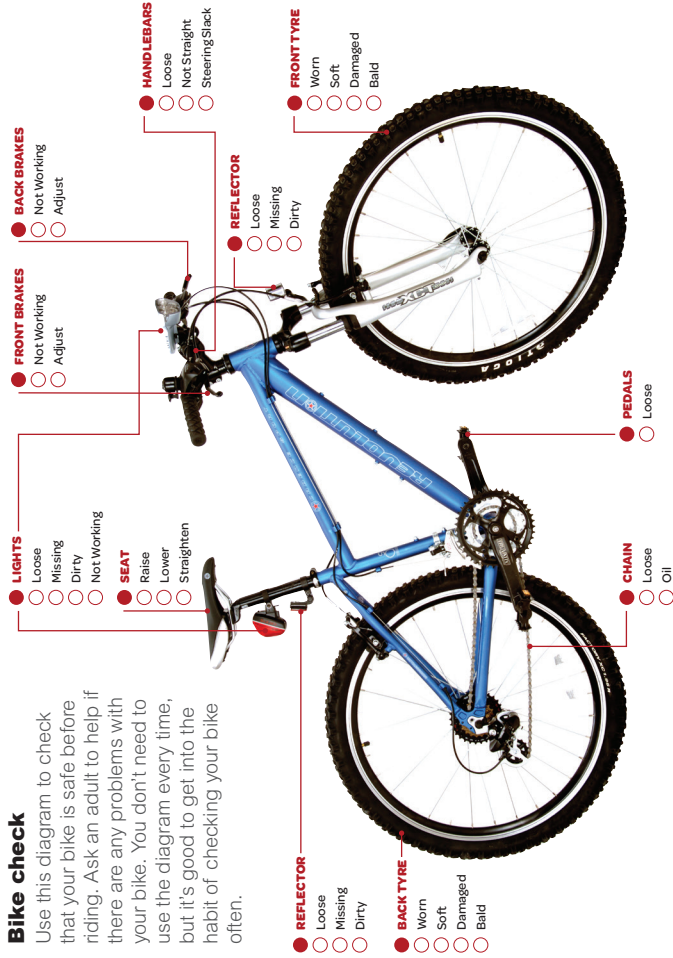 Bike check
Use this diagram to check
that your bike is safe before
riding. Ask an adult to help if
there are any problems with
your bike. You don't need to
use the diagram every time,
but it's good to get into the
habit of checking your bike
often.
LIGHTS
Loose
Missing
Dirty
Not Working
SEAT
Raise
Lower
Straighten
FRONT BRAKES
Not Working
Adjust
BACK BRAKES
Not Working
Adjust
HANDLEBARS
Loose
Not Straight
Steering Slack
REFLECTOR
Loose
Missing
Dirty
FRONT TYRE
Worn
Soft
Damaged
Bald
REFLECTOR
Loose
Missing
Dirty
BACK TYRE
Worn
Soft
Damaged
Bald
CHAIN
Loose
Oil
PEDALS
Loose
revolution
XCT
ATIOGA